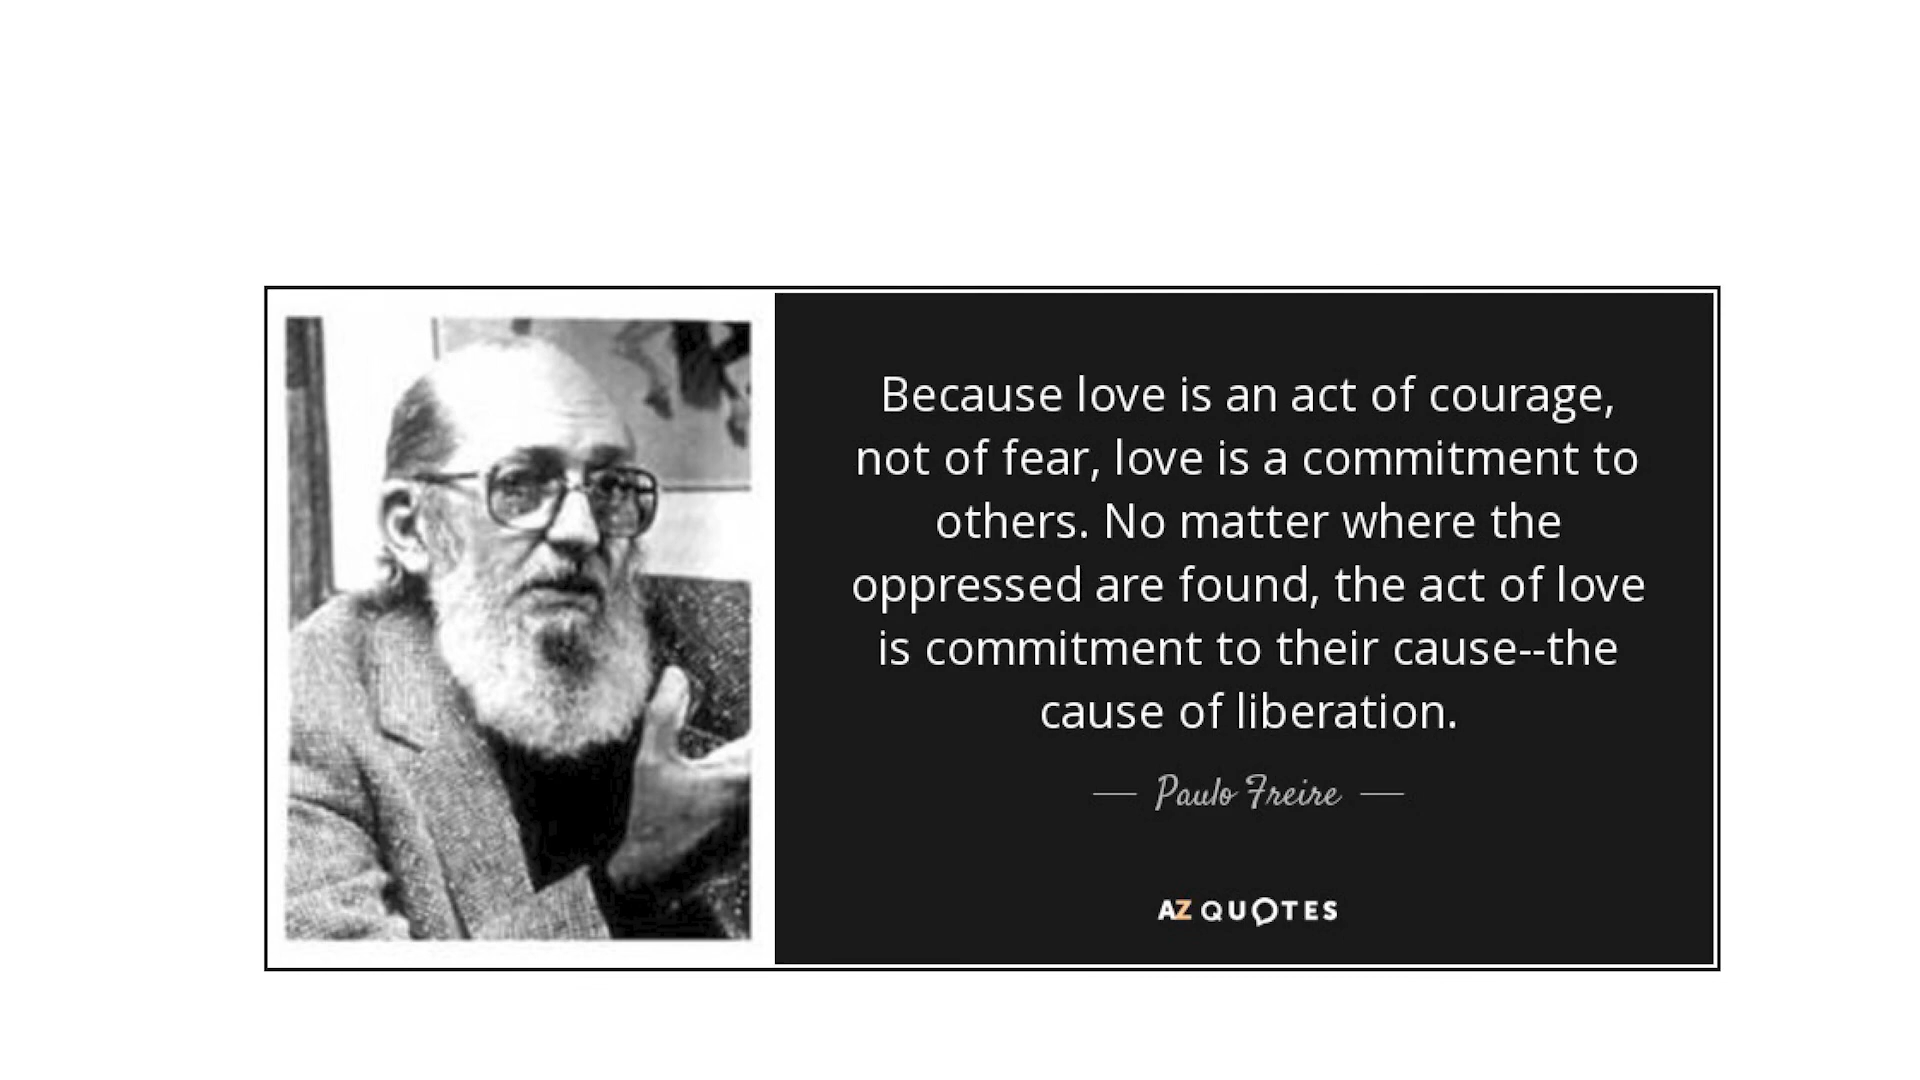 Because love is an act of courage,
not of fear, love is a commitment to
others. No matter where the
oppressed are found, the act of love
is commitment to their cause--the
cause of liberation.
— Paulo Freire —
AZ QUOTES